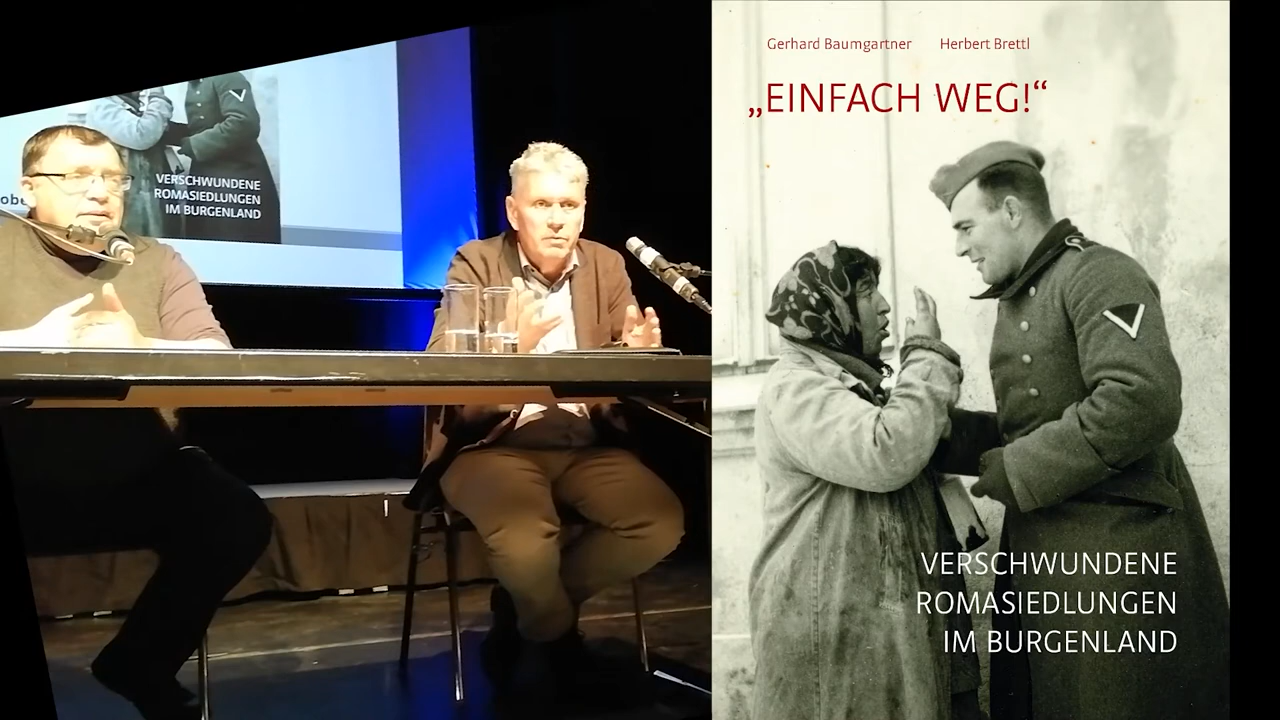 VERSCHWUNDENE
ROMASIEDLUNGEN
IM BURGENLAND
Gerhard Baumgartner Herbert Brettl
„EINFACH WEG!“
VERSCHWUNDENE
ROMASIEDLUNGEN
IM BURGENLAND